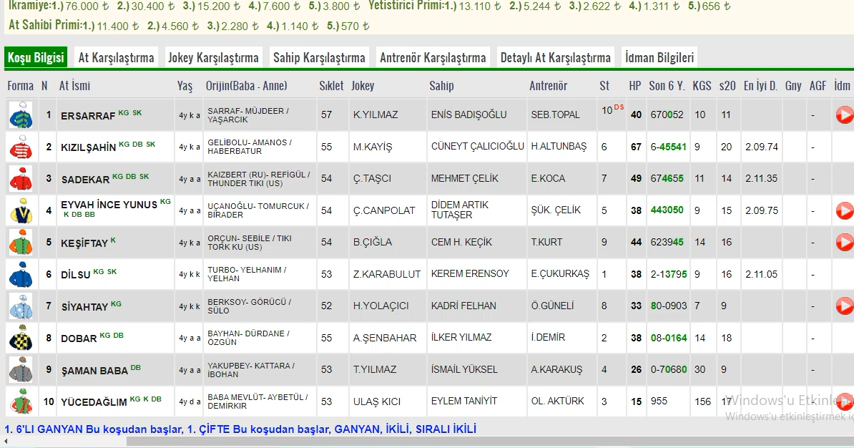 İkramiye:1.) 76.000 ₺ 2.) 30.400 ₺ 3.) 15.200 ₺ 4.) 7.600 ₺ 5.) 3.800 ₺ Yetiştirici Primi:1.) 13.110 ₺ 2.) 5.244 ₺ 3.) 2.622 ₺ 4.) 1.311 ₺ 5.) 656 ₺
At Sahibi Primi:1.) 11.400 ₺ 2.) 4.560 ₺ 3.) 2.280 ₺ 4.) 1.140 ₺ 5.) 570 ₺
Koşu Bilgisi At Karşılaştırma Jokey Karşılaştırma Sahip Karşılaştırma Antrenör Karşılaştırma Detaylı At Karşılaştırma İdman Bilgileri
Forma N At İsmi Yaş Orijin(Baba - Anne) Sıklet Jokey Sahip Antrenör St HP Son 6 Y. KGS s20 En İyi D. Gny AGF İdm
1 ERSARRAF KG SK 4y k a SARRAF- MÜJDEER / YAŞARCIK 57 K.YILMAZ ENİS BADIŞOĞLU SEB.TOPAL 10 DS 40 670052 10 11 -
2 KIZILŞAHİN KG DB SK 4y k a GELİBOLU- AMANOS / HABERBATUR 55 M.KAYİŞ CÜNEYT ÇALICIOĞLU H.ALTUNBAŞ 6 67 6-45541 9 20 2.09.74 -
3 SADEKAR KG DB SK 4y a a KAIZBERT (RU)- REFİGÜL / THUNDER TIKI (US) 54 Ç.TAŞCI MEHMET ÇELİK E.KOCA 7 49 674655 11 14 2.11.35 -
4 EYVAH İNCE YUNUS KG K DB BB 4y a a UÇANOĞLU- TOMURCUK / BİRADER 54 Ç.CANPOLAT DİDEM ARTIK TUTAŞER ŞÜK. ÇELİK 5 38 443050 9 15 2.09.75 -
5 KEŞİFTAY K 4y k a ORÇUN- SEBİLE / TIKI TORK KU (US) 54 B.ÇIĞLA CEM H. KEÇİK T.KURT 9 44 623945 14 16 -
6 DİLSU KG SK 4y k k TURBO- YELHANIM / YELHAN 53 Z.KARABULUT KEREM ERENSOY E.ÇUKURKAŞ 1 38 2-13795 9 16 2.11.05 -
7 SİYAHTAY KG 4y k k BERKSOY- GÖRÜCÜ / SÜLO 52 H.YOLAÇICI KADRİ FELHAN Ö.GÜNELİ 8 33 80-0903 7 9 -
8 DOBAR KG DB 4y a a BAYHAN- DÜRDANE / ÖZGÜN 55 A.ŞENBAHAR İLKER YILMAZ İ.DEMİR 2 38 08-0164 14 18 -
9 ŞAMAN BABA DB 4y a a YAKUPBEY- KATTARA / İBOHAN 53 T.YILMAZ İSMAİL YÜKSEL A.KARAKUŞ 4 26 0-70680 30 9 -
10 YÜCEDAĞLIM KG K DB 4y d a BABA MEVLÜT- AYBETÜL / DEMİRKIR 53 ULAŞ KICI EYLEM TANİYİT OL. AKTÜRK 3 15 955 156 17 -
Windows'u Etkinleş
Windows'u etkinleştirmek iç
1. 6'LI GANYAN Bu koşudan başlar, 1. ÇİFTE Bu koşudan başlar, GANYAN, İKİLİ, SIRALI İKİLİ